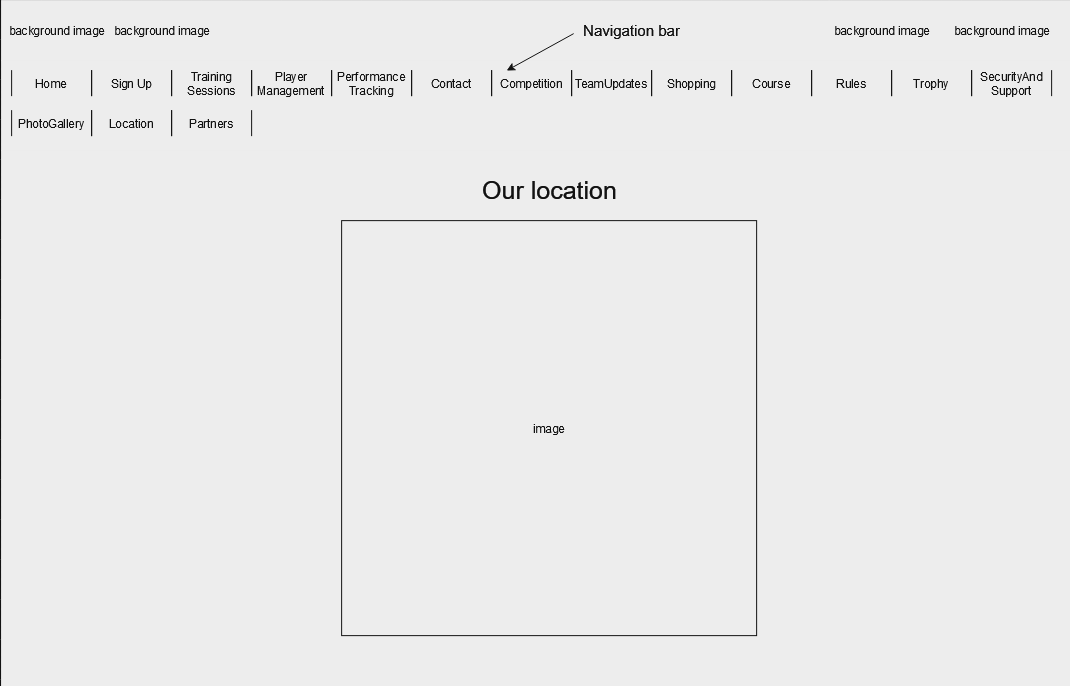 background image background image Navigation bar background image background image
Home Sign Up Training Sessions Player Management Performance Tracking Contact Competition TeamUpdates Shopping Course Rules Trophy SecurityAnd Support
PhotoGallery Location Partners
Our location
image